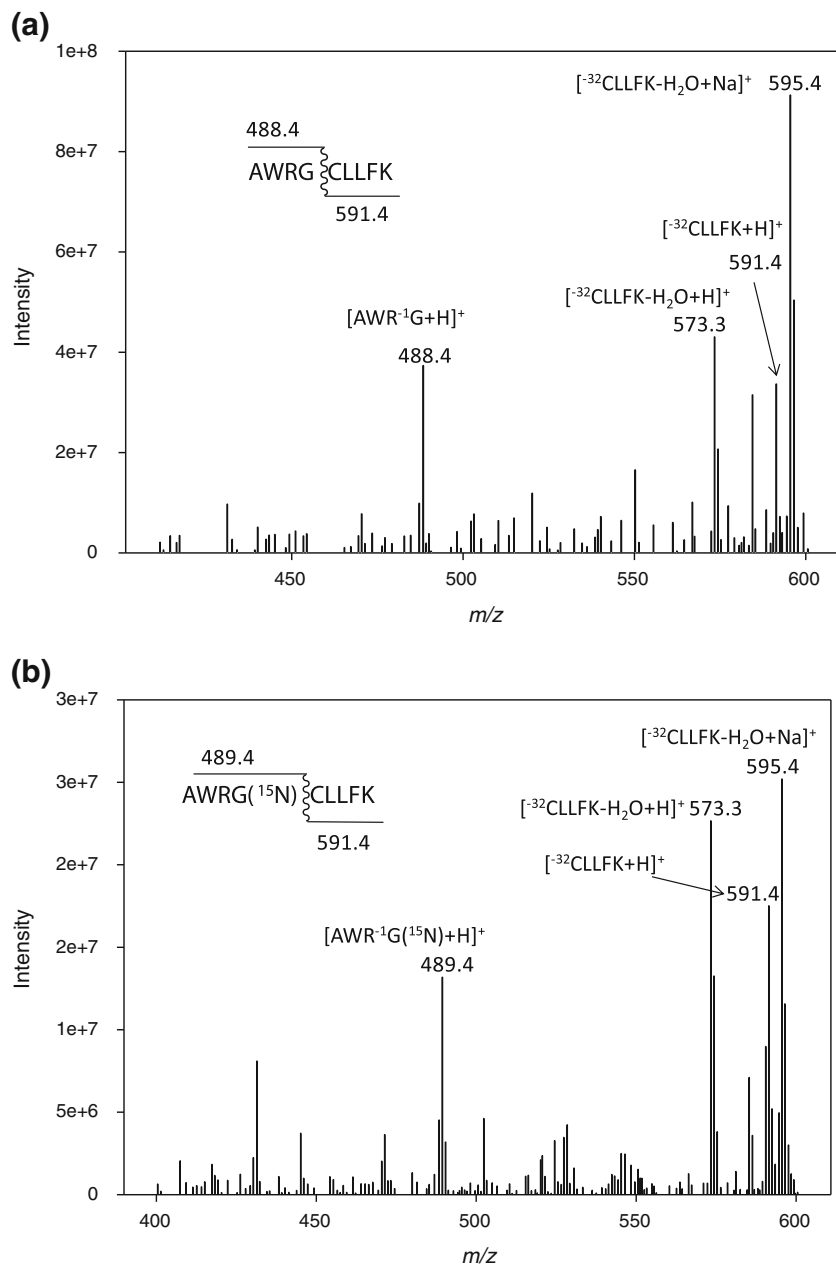 (a)
1e+8
8e+7
6e+7
4e+7
2e+7
0
Intensity
450
500
550
600
m/z
488.4
AWRG CLLFK
591.4
[⁻³²CLLFK-H₂O+Na]⁺ 595.4
[⁻³²CLLFK+H]⁺
591.4
[⁻³²CLLFK-H₂O+H]⁺
573.3
[AWR⁻¹G+H]⁺
488.4
(b)
3e+7
3e+7
2e+7
2e+7
1e+7
5e+6
0
Intensity
400
450
500
550
600
m/z
489.4
AWRG(¹⁵N) CLLFK
591.4
[⁻³²CLLFK-H₂O+Na]⁺
595.4
[⁻³²CLLFK-H₂O+H]⁺ 573.3
[⁻³²CLLFK+H]⁺
591.4
[AWR⁻¹G(¹⁵N)+H]⁺
489.4